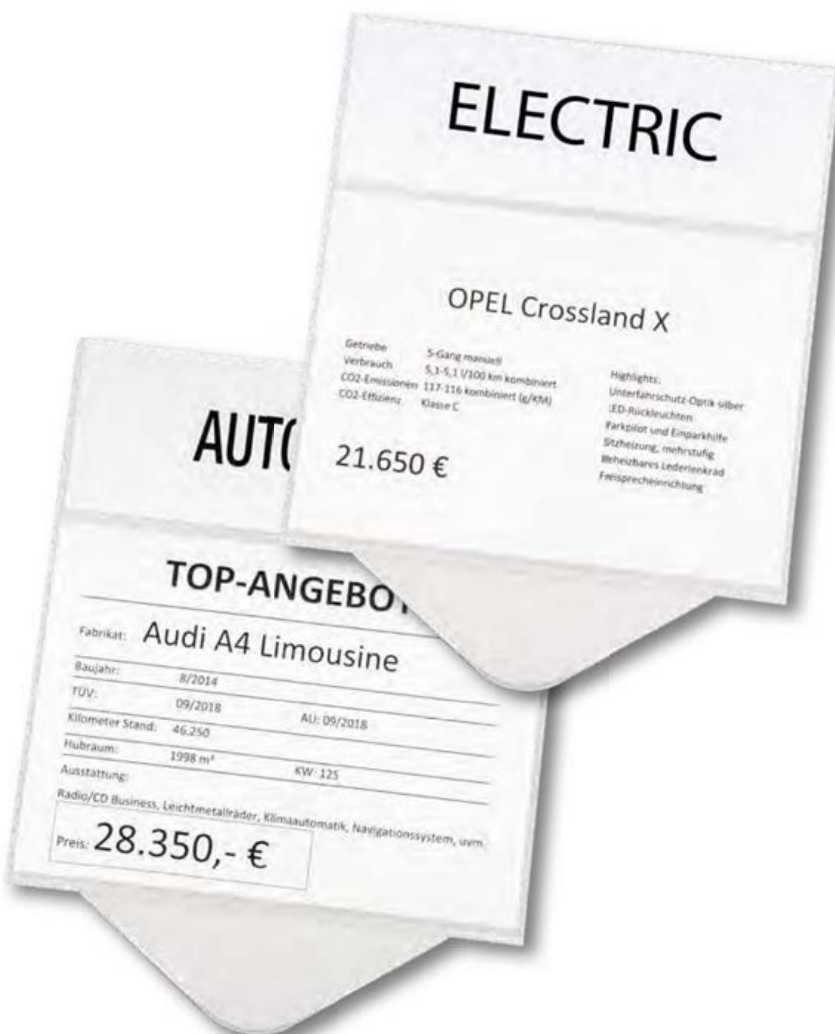 ELECTRIC
OPEL Crossland X
Getriebe 5-Gang manuell
Verbrauch 5,1-5,1 l/100 km kombiniert
CO2-Emissionen 117-116 kombiniert (g/KM)
CO2-Effizienz Klasse C
21.650 €
Highlights:
Unterfahrschutz-Optik silber
LED-Rückleuchten
Parkpilot und Einparkhilfe
Sitzheizung, mehrstufig
Beheizbares Lederlenkrad
Freisprecheinrichtung
AUTO
TOP-ANGEBOT
Fabrikat: Audi A4 Limousine
Baujahr: 8/2014
TÜV: 09/2018 AU: 09/2018
Kilometer Stand: 46.250
Hubraum: 1998 m³ KW: 125
Ausstattung:
Radio/CD Business, Leichtmetallräder, Klimaautomatik, Navigationssystem, uvm
Preis: 28.350,- €